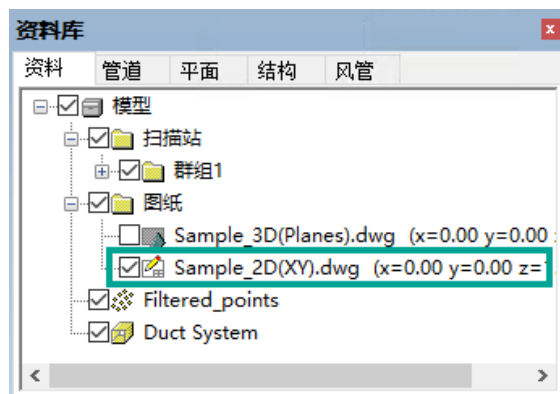 资料库
资料 管道 平面 结构 风管
模型
扫描站
群组1
图纸
Sample_3D(Planes).dwg (x=0.00 y=0.00
Sample_2D(XY).dwg (x=0.00 y=0.00 z=
Filtered_points
Duct System